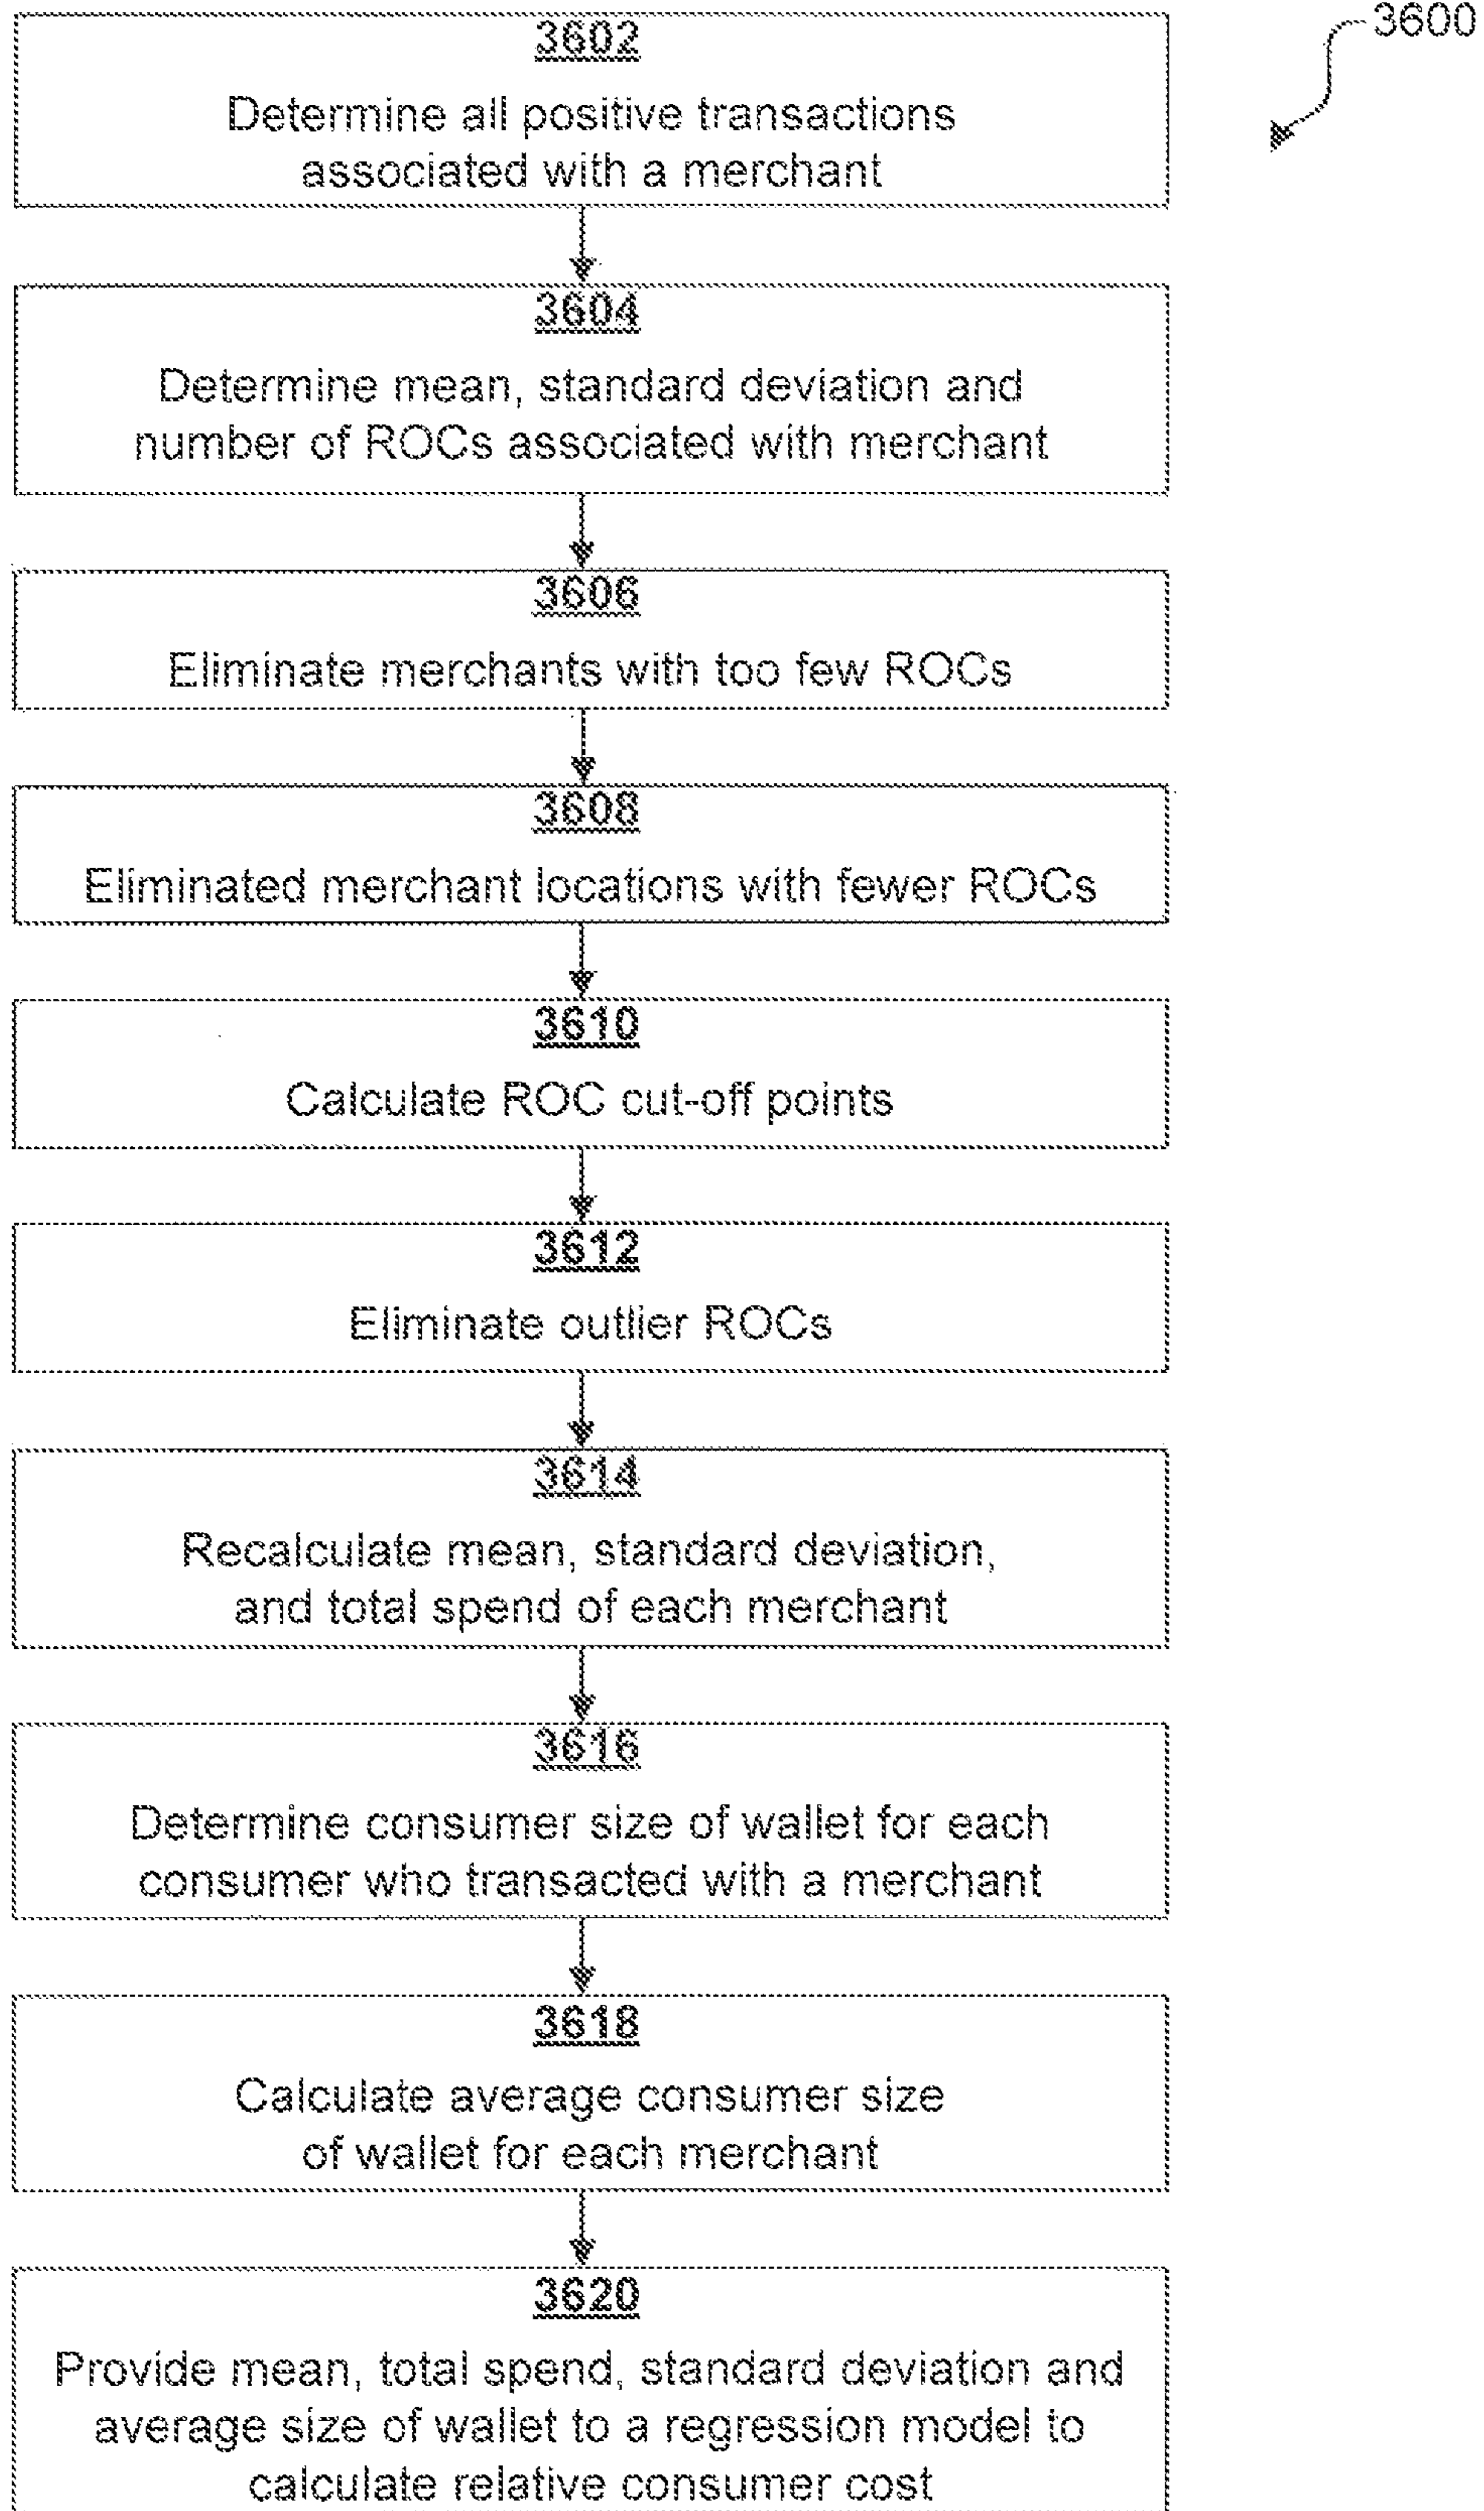 3600
3602
Determine all positive transactions
associated with a merchant
3604
Determine mean, standard deviation and
number of ROCs associated with merchant
3606
Eliminate merchants with too few ROCs
3608
Eliminated merchant locations with fewer ROCs
3610
Calculate ROC cut-off points
3612
Eliminate outlier ROCs
3614
Recalculate mean, standard deviation,
and total spend of each merchant
3616
Determine consumer size of wallet for each
consumer who transacted with a merchant
3618
Calculate average consumer size
of wallet for each merchant
3620
Provide mean, total spend, standard deviation and
average size of wallet to a regression model to
calculate relative consumer cost